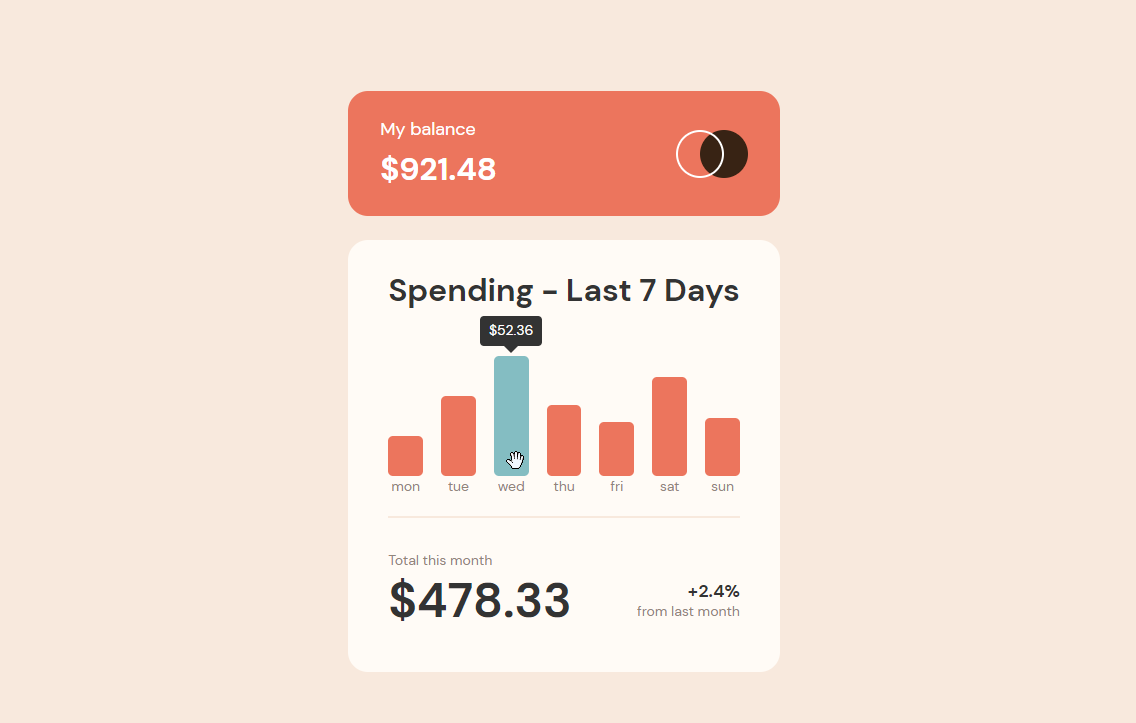 My balance
$921.48
Spending - Last 7 Days
$52.36
mon tue wed thu fri sat sun
Total this month
$478.33
+2.4%
from last month